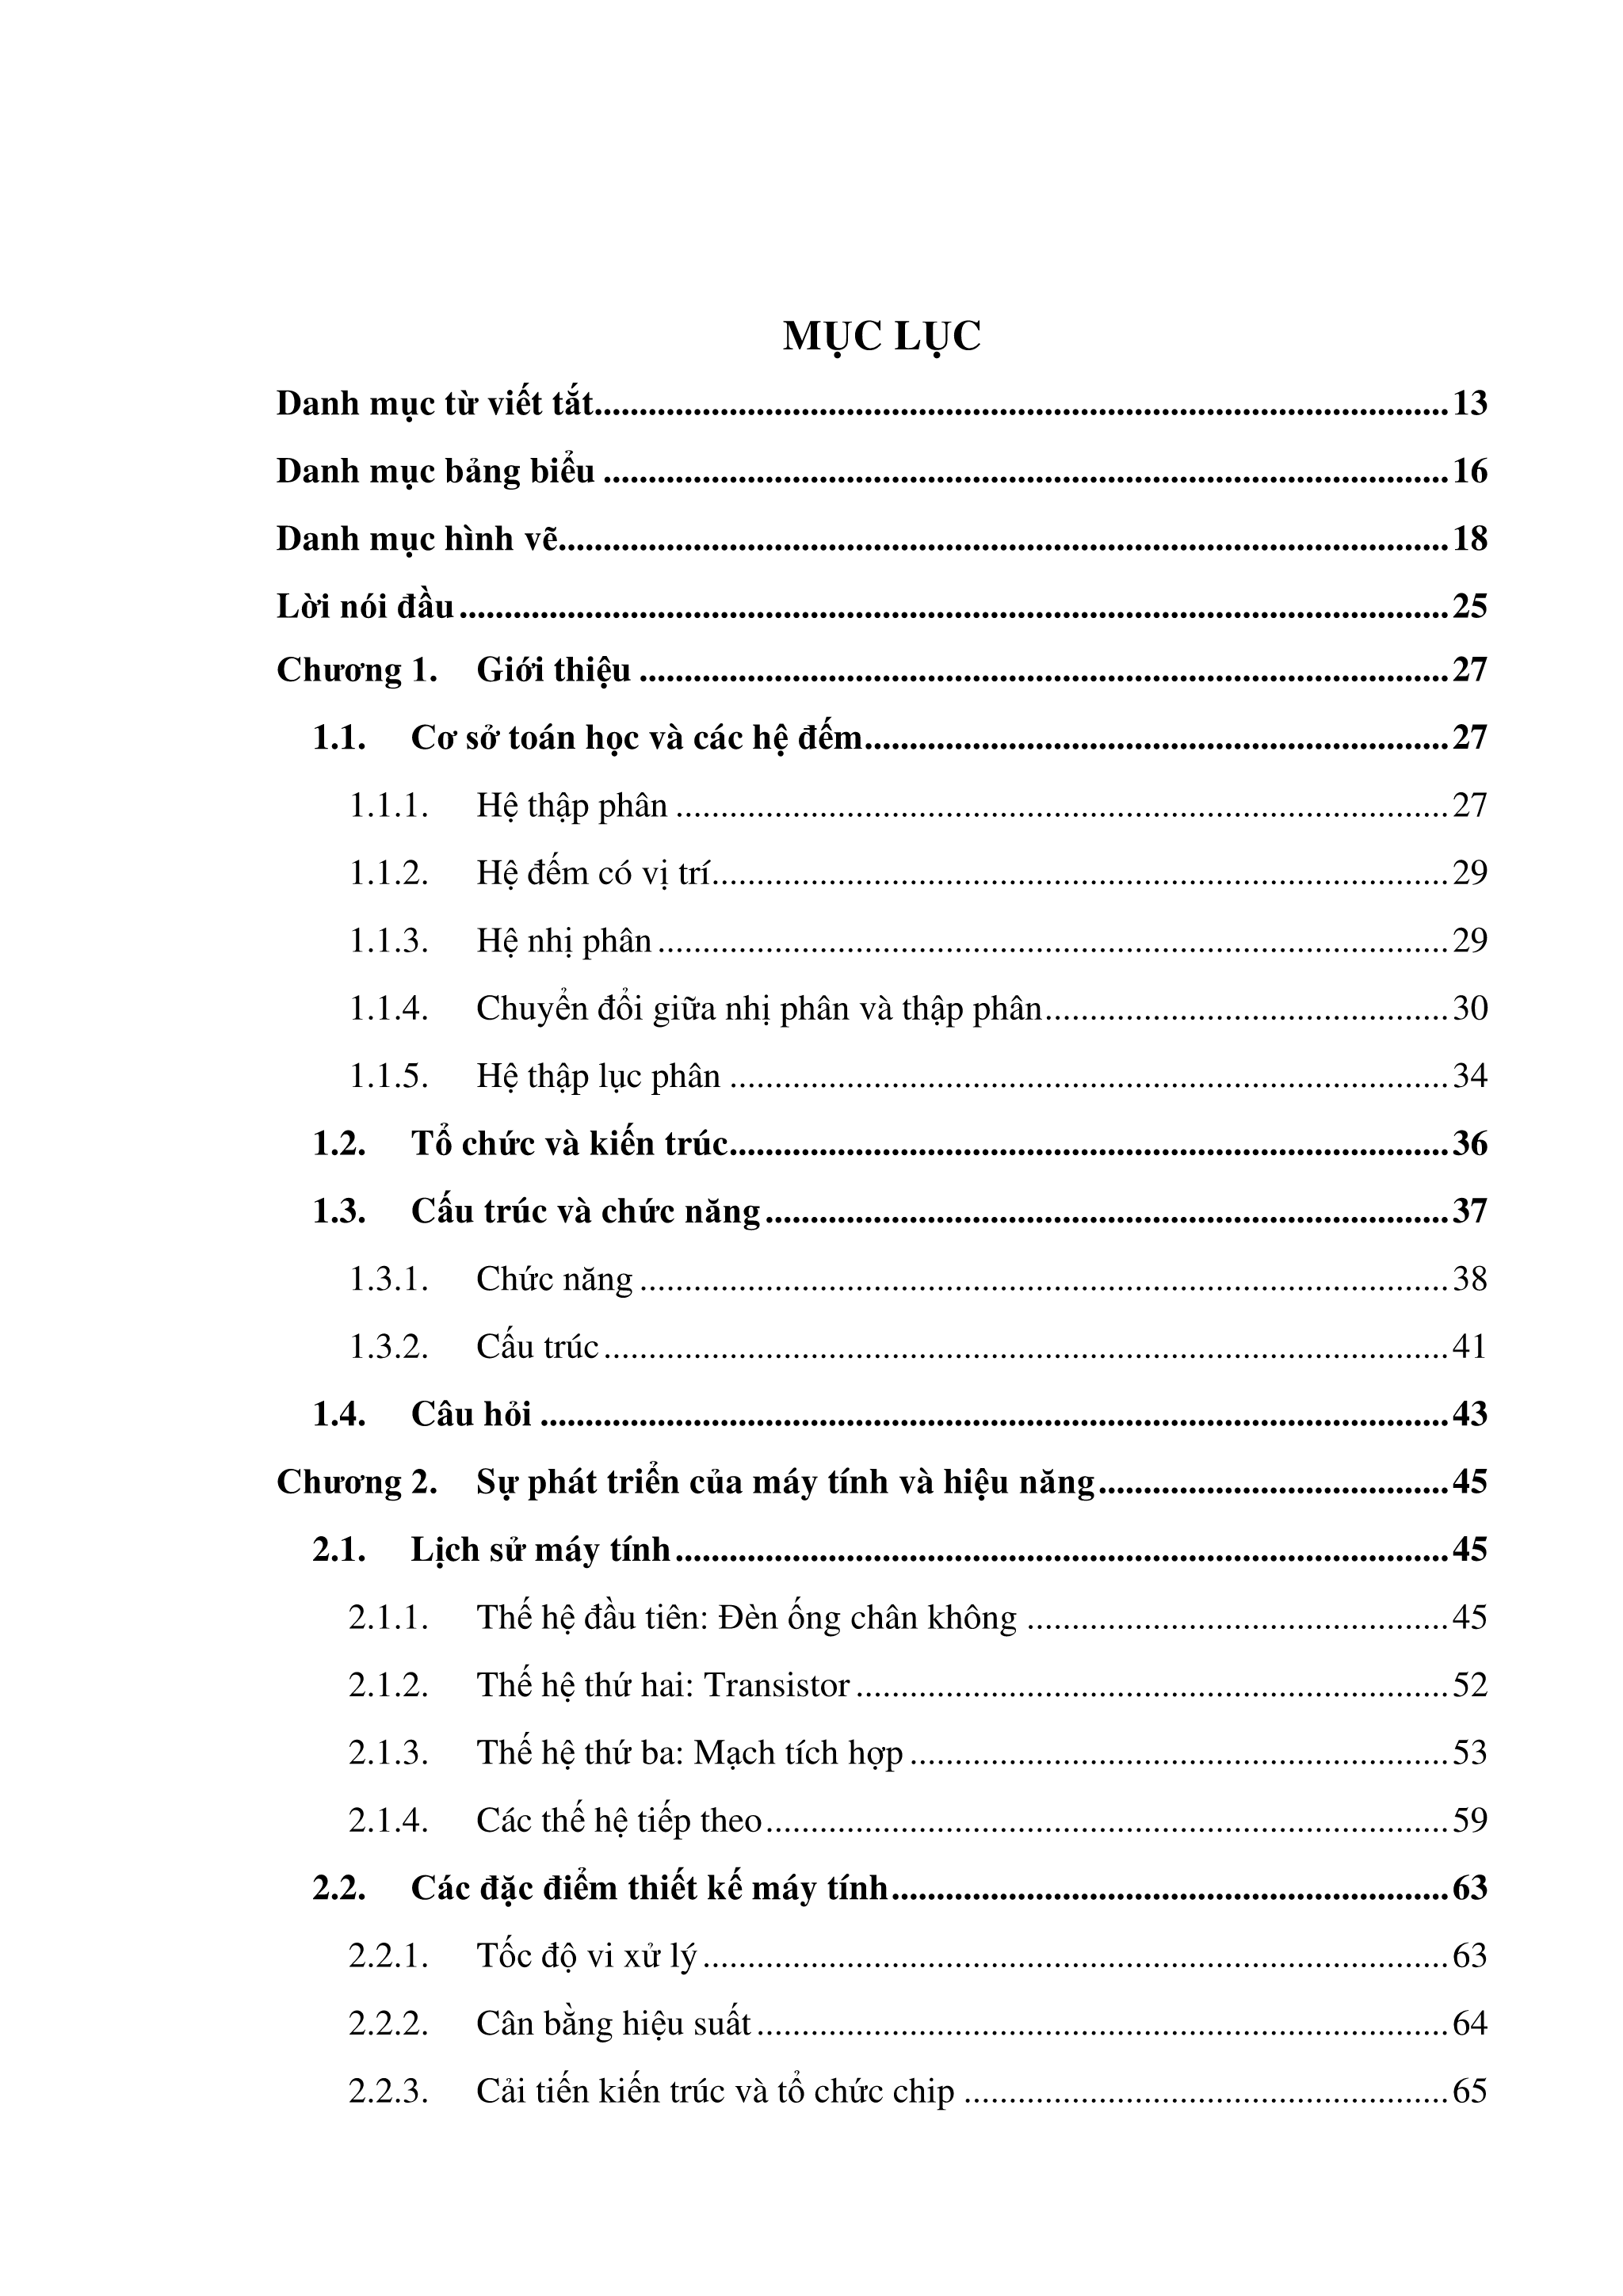 MỤC LỤC
Danh mục từ viết tắt........................................13
Danh mục bảng biểu ........................................16
Danh mục hình vẽ........................................18
Lời nói đầu ........................................25
Chương 1. Giới thiệu ........................................27
1.1. Cơ sở toán học và các hệ đếm........................................27
1.1.1. Hệ thập phân ........................................27
1.1.2. Hệ đếm có vị trí........................................29
1.1.3. Hệ nhị phân ........................................29
1.1.4. Chuyển đổi giữa nhị phân và thập phân........................................30
1.1.5. Hệ thập lục phân ........................................34
1.2. Tổ chức và kiến trúc........................................36
1.3. Cấu trúc và chức năng ........................................37
1.3.1. Chức năng ........................................38
1.3.2. Cấu trúc ........................................41
1.4. Câu hỏi ........................................43
Chương 2. Sự phát triển của máy tính và hiệu năng ........................................45
2.1. Lịch sử máy tính ........................................45
2.1.1. Thế hệ đầu tiên: Đèn ống chân không ........................................45
2.1.2. Thế hệ thứ hai: Transistor ........................................52
2.1.3. Thế hệ thứ ba: Mạch tích hợp ........................................53
2.1.4. Các thế hệ tiếp theo ........................................59
2.2. Các đặc điểm thiết kế máy tính ........................................63
2.2.1. Tốc độ vi xử lý ........................................63
2.2.2. Cân bằng hiệu suất ........................................64
2.2.3. Cải tiến kiến trúc và tổ chức chip ........................................65